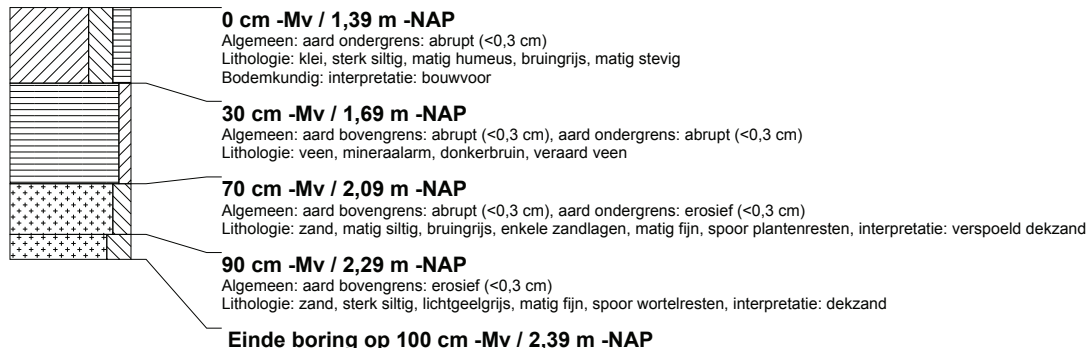 0 cm -Mv / 1,39 m -NAP
Algemeen: aard ondergrens: abrupt (<0,3 cm)
Lithologie: klei, sterk siltig, matig humeus, bruingrijs, matig stevig
Bodemkundig: interpretatie: bouwvoor
30 cm -Mv / 1,69 m -NAP
Algemeen: aard bovengrens: abrupt (<0,3 cm), aard ondergrens: abrupt (<0,3 cm)
Lithologie: veen, mineraalarm, donkerbruin, veraard veen
70 cm -Mv / 2,09 m -NAP
Algemeen: aard bovengrens: abrupt (<0,3 cm), aard ondergrens: erosief (<0,3 cm)
Lithologie: zand, matig siltig, bruingrijs, enkele zandlagen, matig fijn, spoor plantenresten, interpretatie: verspoeld dekzand
90 cm -Mv / 2,29 m -NAP
Algemeen: aard bovengrens: erosief (<0,3 cm)
Lithologie: zand, sterk siltig, lichtgeelgrijs, matig fijn, spoor wortelresten, interpretatie: dekzand
Einde boring op 100 cm -Mv / 2,39 m -NAP